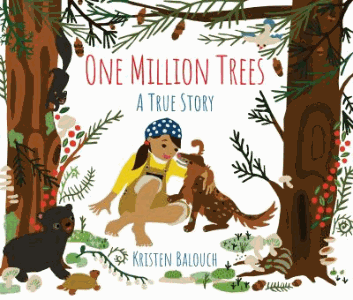 ONE MILLION TREES
A TRUE STORY
KRISTEN BALOUCH